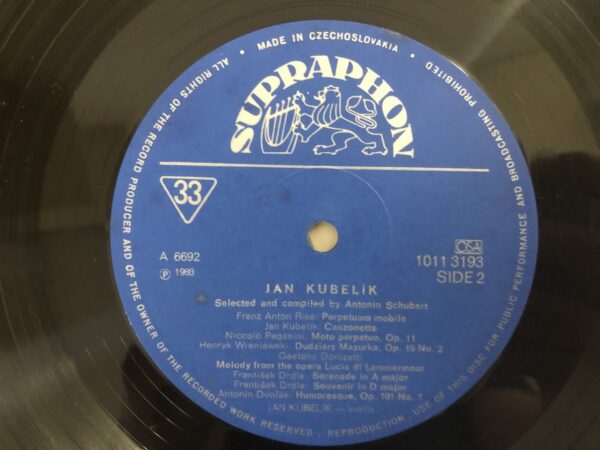 · MADE IN CZECHOSLOVAKIA ·
ALL RIGHTS OF THE RECORD PRODUCER AND OF THE OWNER OF THE RECORDED WORK RESERVED . REPRODUCTION . USE OF THIS DISC FOR PUBLIC PERFORMANCE AND BROADCASTING PROHIBITED
SUPRAPHON
33
A 6692
℗ 1983
OSA
1011 3193
SIDE 2
JAN KUBELÍK
Selected and compiled by Antonín Schubert
Franz Anton Ries: Perpetuum mobile
Jan Kubelík: Canzonette
Niccolò Paganini: Moto perpetuo, Op. 11
Henryk Wieniawski: Dudziarz Mazurka, Op. 19 No. 2
Gaetano Donizetti
Melody from the opera Lucia di Lammermoor
František Drdla: Serenade in A major
František Drdla: Souvenir in D major
Antonín Dvořák: Humoresque, Op. 101 No. 7
JAN KUBELÍK — violin